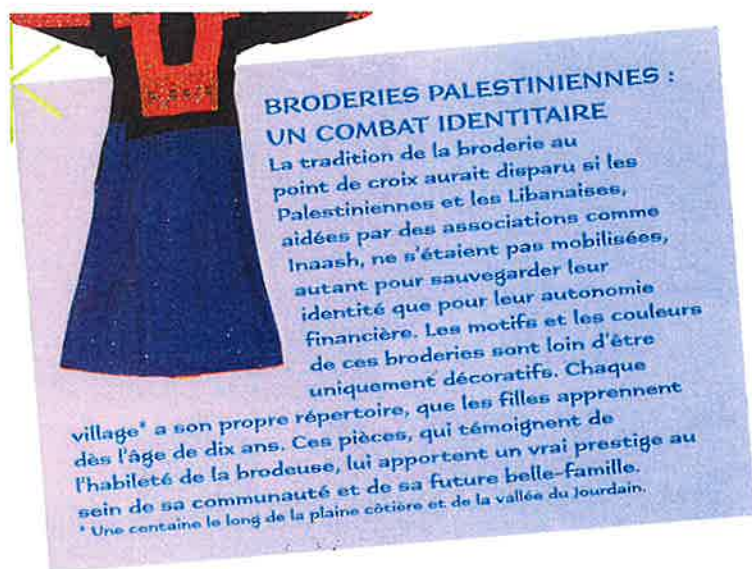 BRODERIES PALESTINIENNES :
UN COMBAT IDENTITAIRE
La tradition de la broderie au
point de croix aurait disparu si les
Palestiniennes et les Libanaises,
aidées par des associations comme
Inaash, ne s'étaient pas mobilisées,
autant pour sauvegarder leur
identité que pour leur autonomie
financière. Les motifs et les couleurs
de ces broderies sont loin d'être
uniquement décoratifs. Chaque
village* a son propre répertoire, que les filles apprennent
dès l'âge de dix ans. Ces pièces, qui témoignent de
l'habileté de la brodeuse, lui apportent un vrai prestige au
sein de sa communauté et de sa future belle-famille.
* Une centaine le long de la plaine côtière et de la vallée du Jourdain.